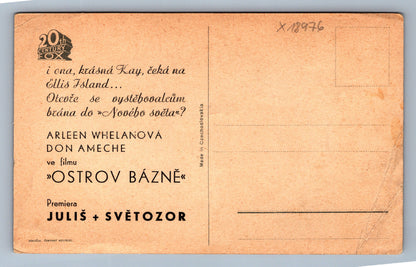 X 18976
20th
CENTURY
FOX
i ona, krásná Kay, čeká na
Ellis Island...
Otevře se vystěhovalcům
brána do »Nového světa«?
ARLEEN WHELANOVÁ
DON AMECHE
ve filmu
»OSTROV BÁZNĚ«
Premiera
JULIŠ + SVĚTOZOR
Made in Czechoslovakia